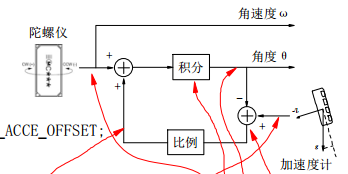 角速度 ω
陀螺仪
积分
角度 θ
_ACCE_OFFSET;
比例
加速度计